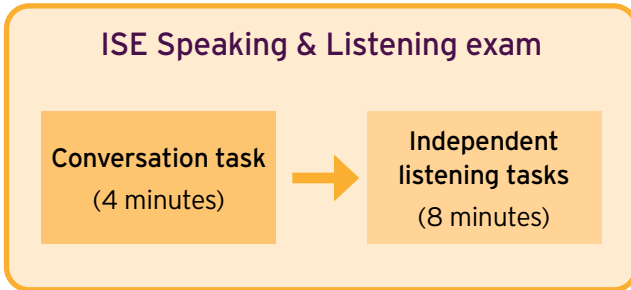 ISE Speaking & Listening exam
Conversation task
(4 minutes)
Independent
listening tasks
(8 minutes)